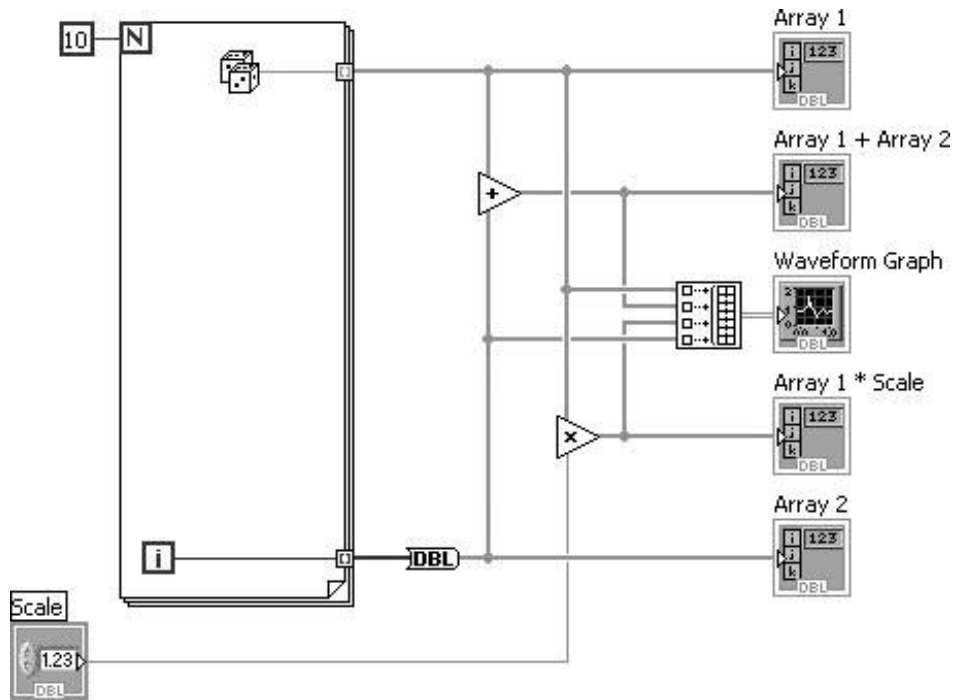 Array 1
10
N
i
123
j
k
DBL
Array 1 + Array 2
i
123
j
k
DBL
+
Waveform Graph
DBL
Array 1 * Scale
i
123
j
k
DBL
x
Array 2
i
123
j
k
DBL
i
DBL
Scale
1.23
DBL